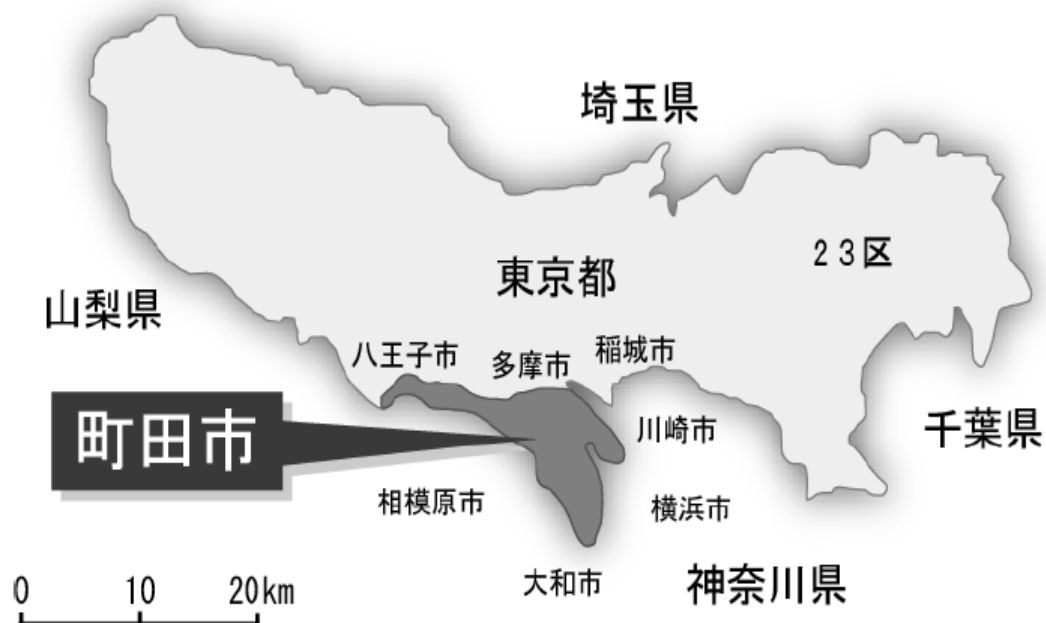 埼玉県
２３区
東京都
山梨県
八王子市
多摩市
稲城市
町田市
川崎市
千葉県
相模原市
横浜市
大和市
神奈川県
0 10 20km